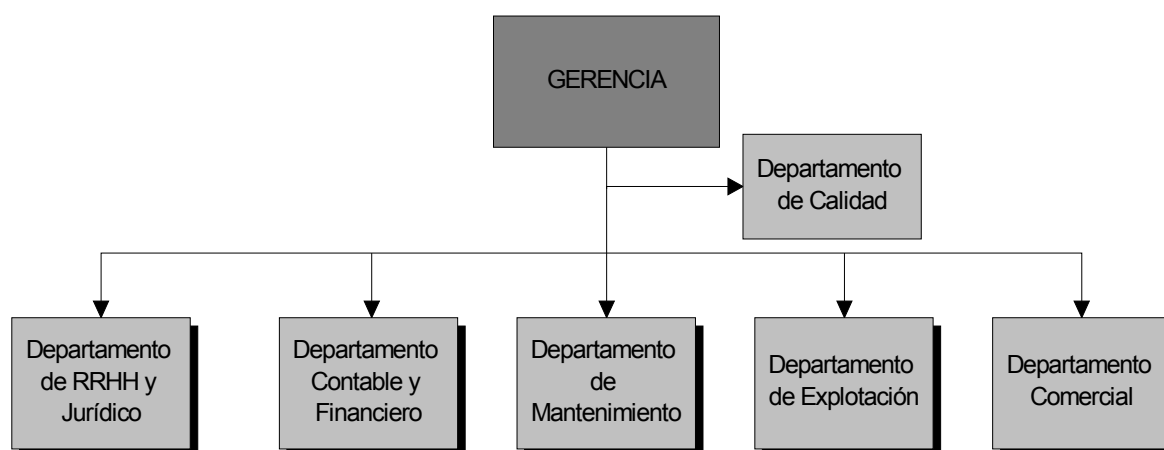 GERENCIA
Departamento
de Calidad
Departamento
de RRHH y
Jurídico
Departamento
Contable y
Financiero
Departamento
de
Mantenimiento
Departamento
de Explotación
Departamento
Comercial